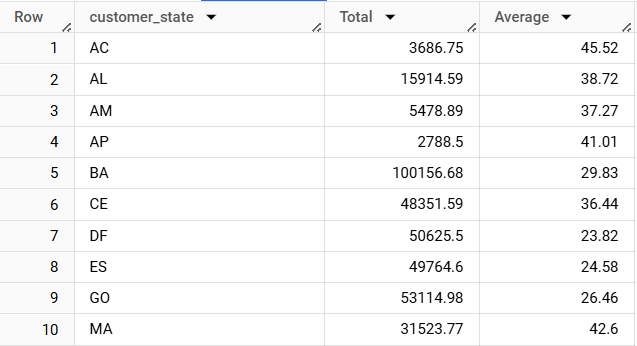 Row customer_state Total Average
1 AC 3686.75 45.52
2 AL 15914.59 38.72
3 AM 5478.89 37.27
4 AP 2788.5 41.01
5 BA 100156.68 29.83
6 CE 48351.59 36.44
7 DF 50625.5 23.82
8 ES 49764.6 24.58
9 GO 53114.98 26.46
10 MA 31523.77 42.6